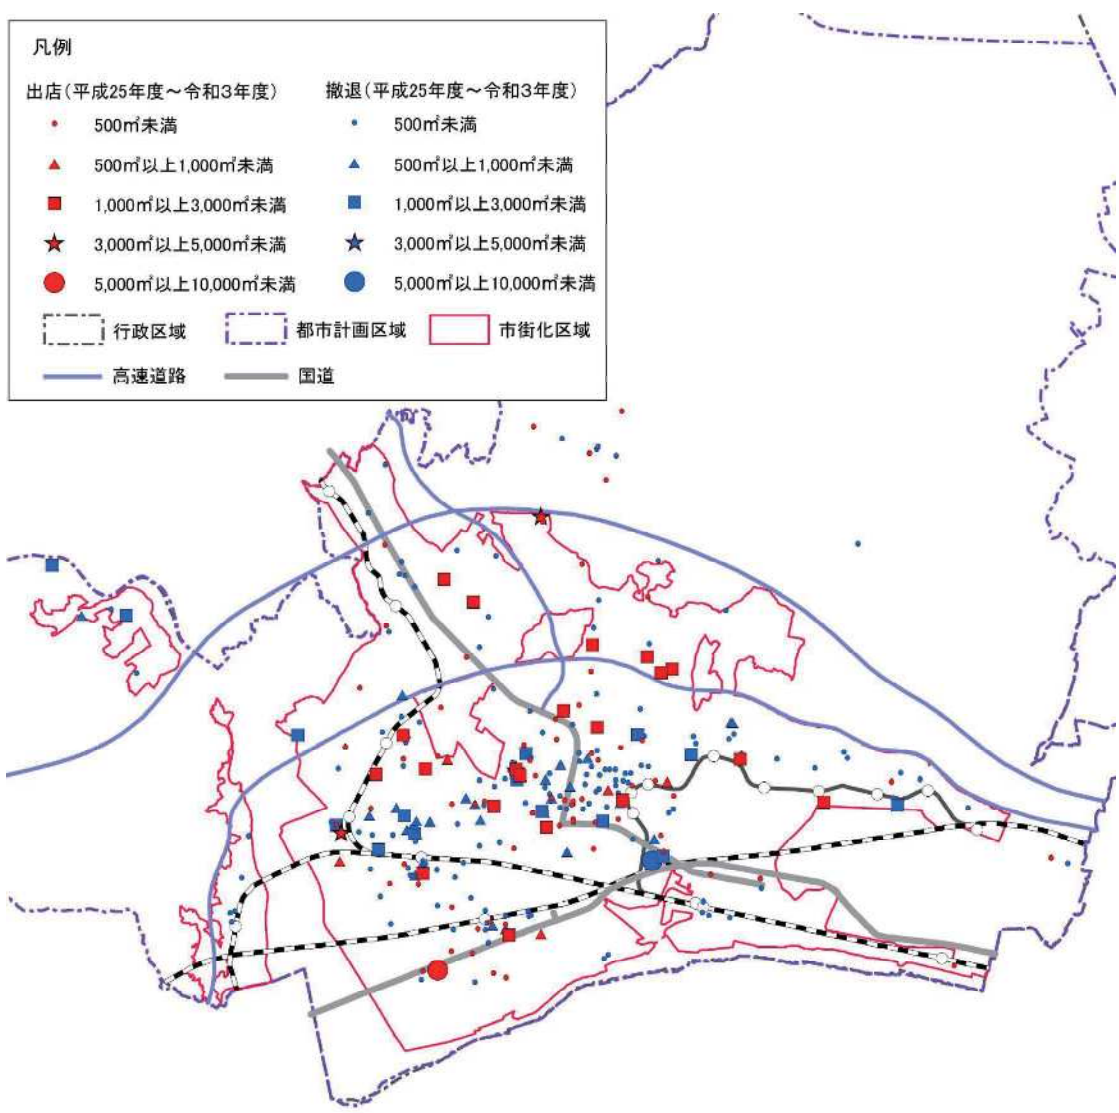 凡例
出店(平成25年度~令和3年度) 撤退(平成25年度~令和3年度)
500㎡未満 500㎡未満
500㎡以上1,000㎡未満 500㎡以上1,000㎡未満
1,000㎡以上3,000㎡未満 1,000㎡以上3,000㎡未満
3,000㎡以上5,000㎡未満 3,000㎡以上5,000㎡未満
5,000㎡以上10,000㎡未満 5,000㎡以上10,000㎡未満
行政区域 都市計画区域 市街化区域
高速道路 国道